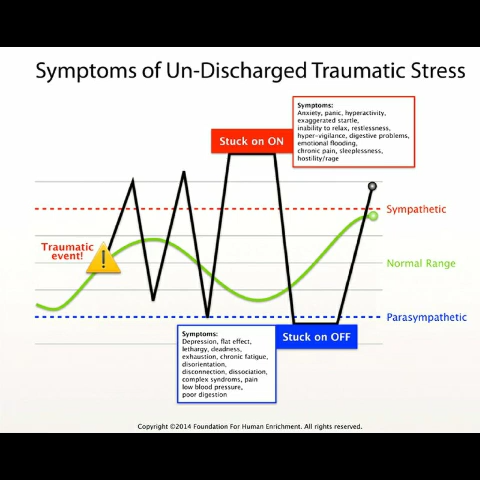 Symptoms of Un-Discharged Traumatic Stress
Symptoms:
Anxiety, panic, hyperactivity,
exaggerated startle,
inability to relax, restlessness,
hyper-vigilance, digestive problems,
emotional flooding,
chronic pain, sleeplessness,
hostility/rage
Stuck on ON
Sympathetic
Traumatic
event!
Normal Range
Parasympathetic
Symptoms:
Depression, flat effect,
lethargy, deadness,
exhaustion, chronic fatigue,
disorientation,
disconnection, dissociation,
complex syndroms, pain
low blood pressure,
poor digestion
Stuck on OFF
Copyright ©2014 Foundation For Human Enrichment. All rights reserved.